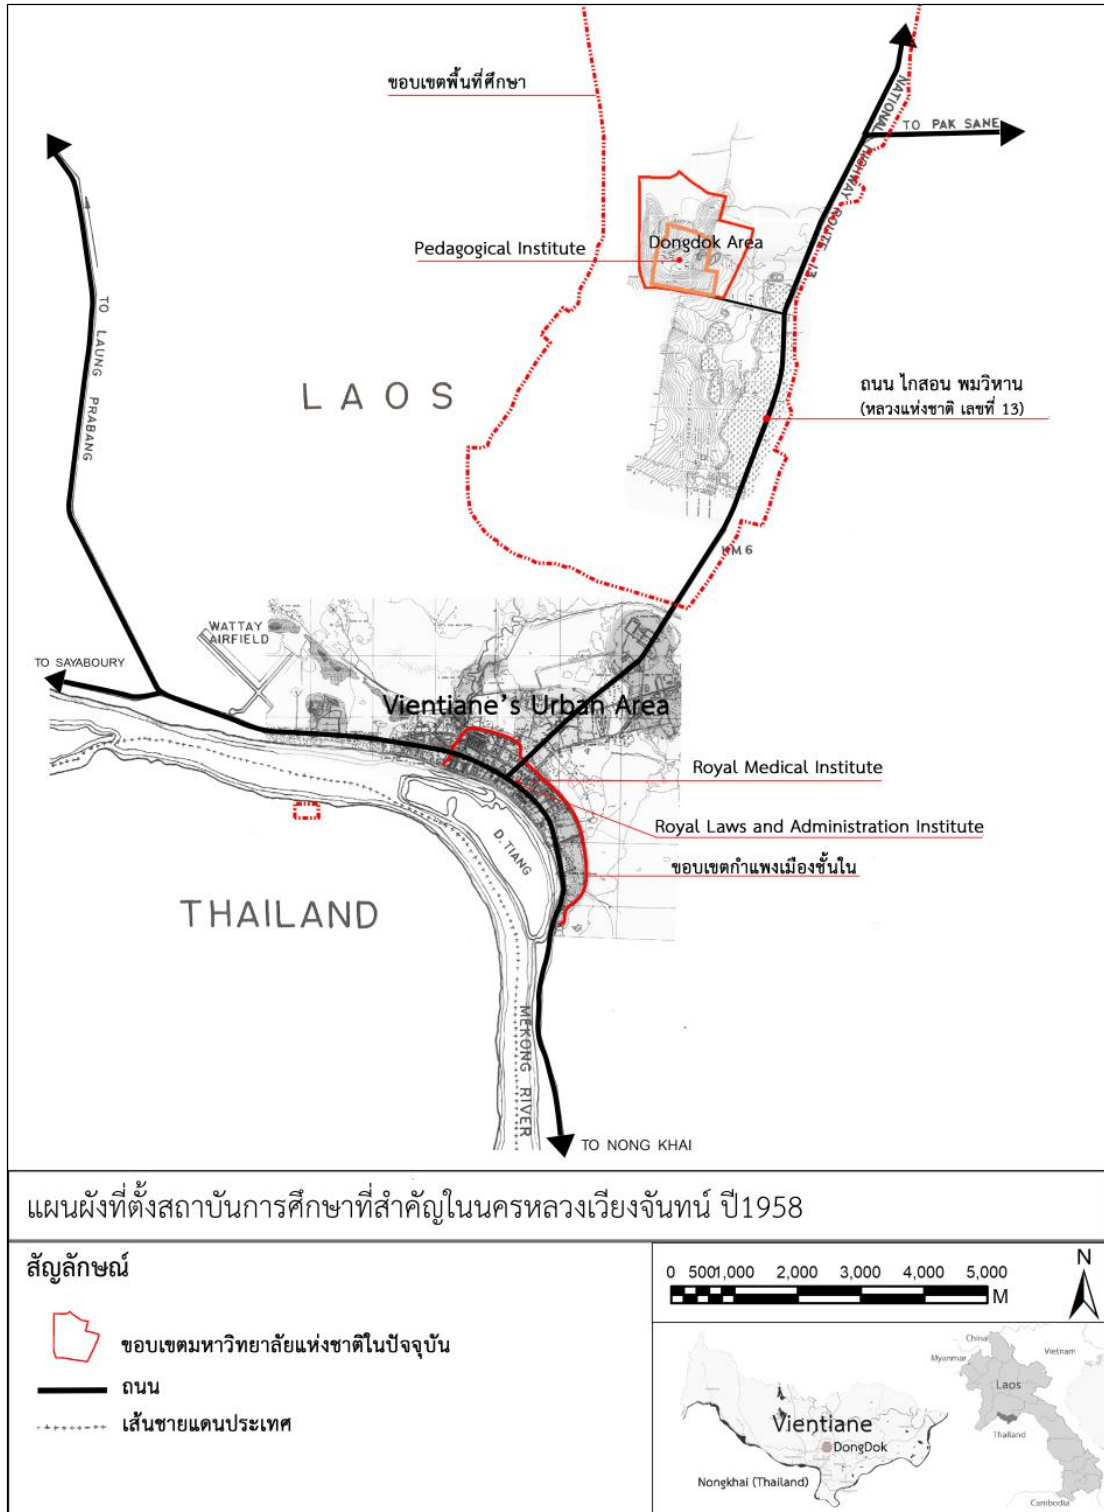 ขอบเขตพื้นที่ศึกษา
NATIONAL HIGHWAY ROUTE 13
TO PAK SANE
Pedagogical Institute
Dongdok Area
TO LAUNG PRABANG
LAOS
ถนน ไกสอน พมวิหาน
(หลวงแห่งชาติ เลขที่ 13)
KM 6
WATTAY
AIRFIELD
TO SAYABOURY
Vientiane's Urban Area
Royal Medical Institute
Royal Laws and Administration Institute
ขอบเขตกำแพงเมืองชั้นใน
D. TIANG
THAILAND
MEKONG RIVER
TO NONG KHAI
แผนผังที่ตั้งสถาบันการศึกษาที่สำคัญในนครหลวงเวียงจันทน์ ปี1958
สัญลักษณ์
ขอบเขตมหาวิทยาลัยแห่งชาติในปัจจุบัน
ถนน
เส้นชายแดนประเทศ
0 500 1,000 2,000 3,000 4,000 5,000
M
N
Vientiane
DongDok
Nongkhai (Thailand)
China
Myanmar
Vietnam
Laos
Thailand
Cambodia